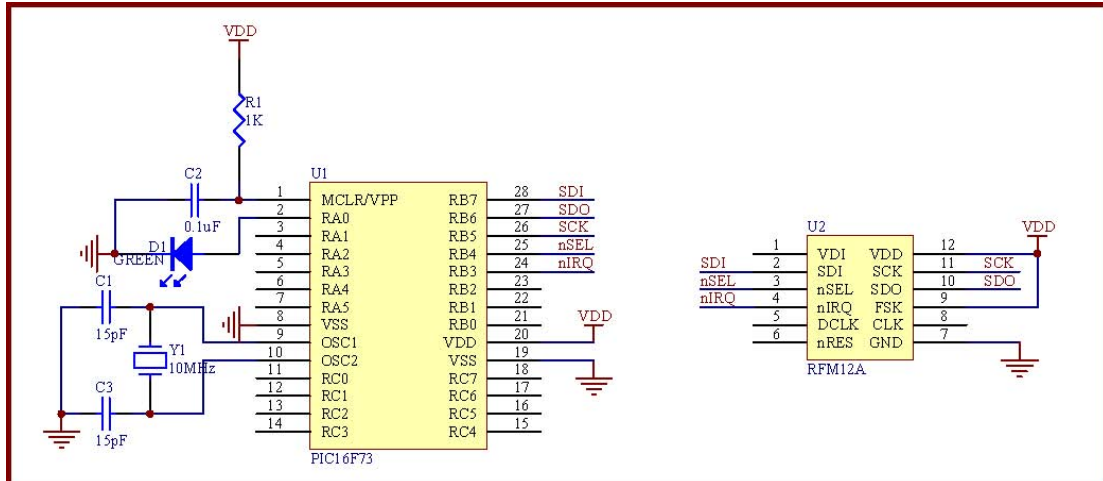 VDD
R1
1K
C2
0.1uF
D1
GREEN
C1
15pF
Y1
10MHz
C3
15pF
U1
1 MCLR/VPP RB7 28 SDI
2 RA0 RB6 27 SDO
3 RA1 RB5 26 SCK
4 RA2 RB4 25 nSEL
5 RA3 RB3 24 nIRQ
6 RA4 RB2 23
7 RA5 RB1 22
8 VSS RB0 21
9 OSC1 VDD 20 VDD
10 OSC2 VSS 19
11 RC0 RC7 18
12 RC1 RC6 17
13 RC2 RC5 16
14 RC3 RC4 15
PIC16F73
U2
VDD
1 VDI VDD 12
SDI 2 SDI SCK 11 SCK
nSEL 3 nSEL SDO 10 SDO
nIRQ 4 nIRQ FSK 9
5 DCLK CLK 8
6 nRES GND 7
RFM12A